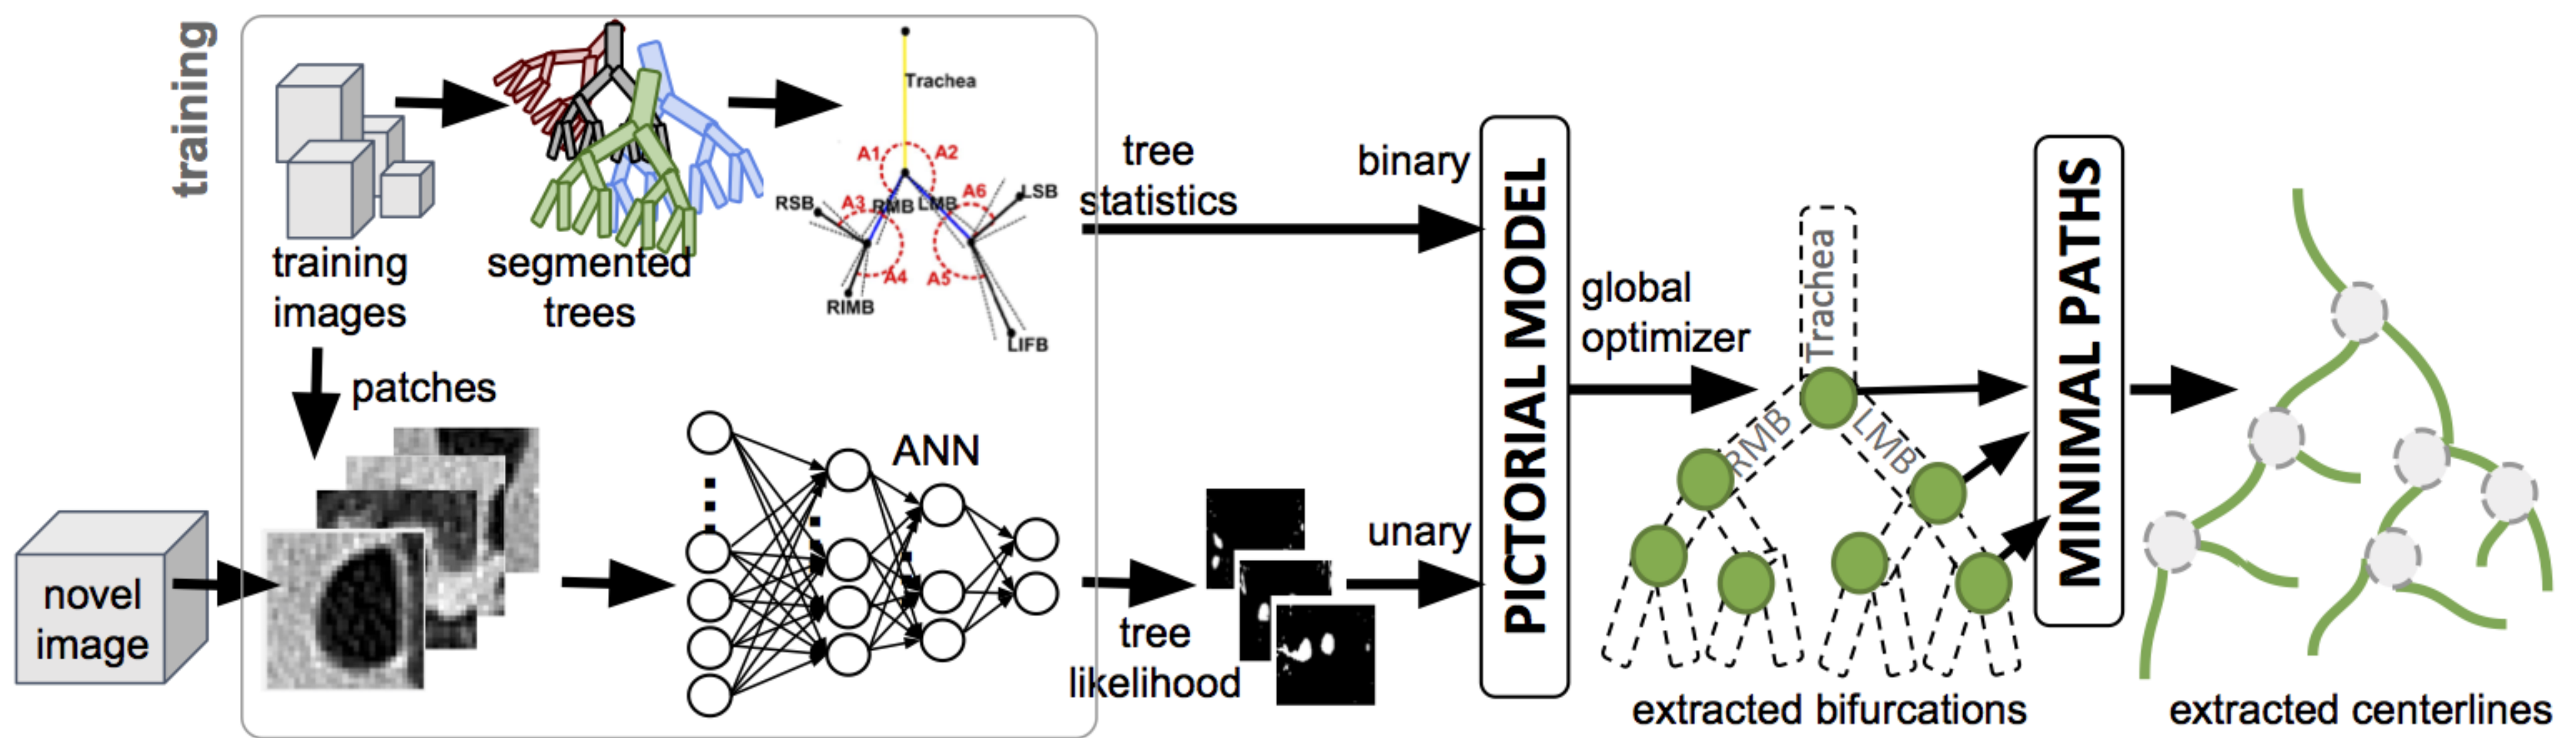 training
training
images
segmented
trees
Trachea
A1
A2
RSB
A3
RMB
LMB
A6
LSB
A4
A5
RIMB
LIFB
tree
statistics
binary
patches
ANN
novel
image
tree
likelihood
unary
PICTORIAL MODEL
global
optimizer
Trachea
RMB
LMB
extracted bifurcations
MINIMAL PATHS
extracted centerlines